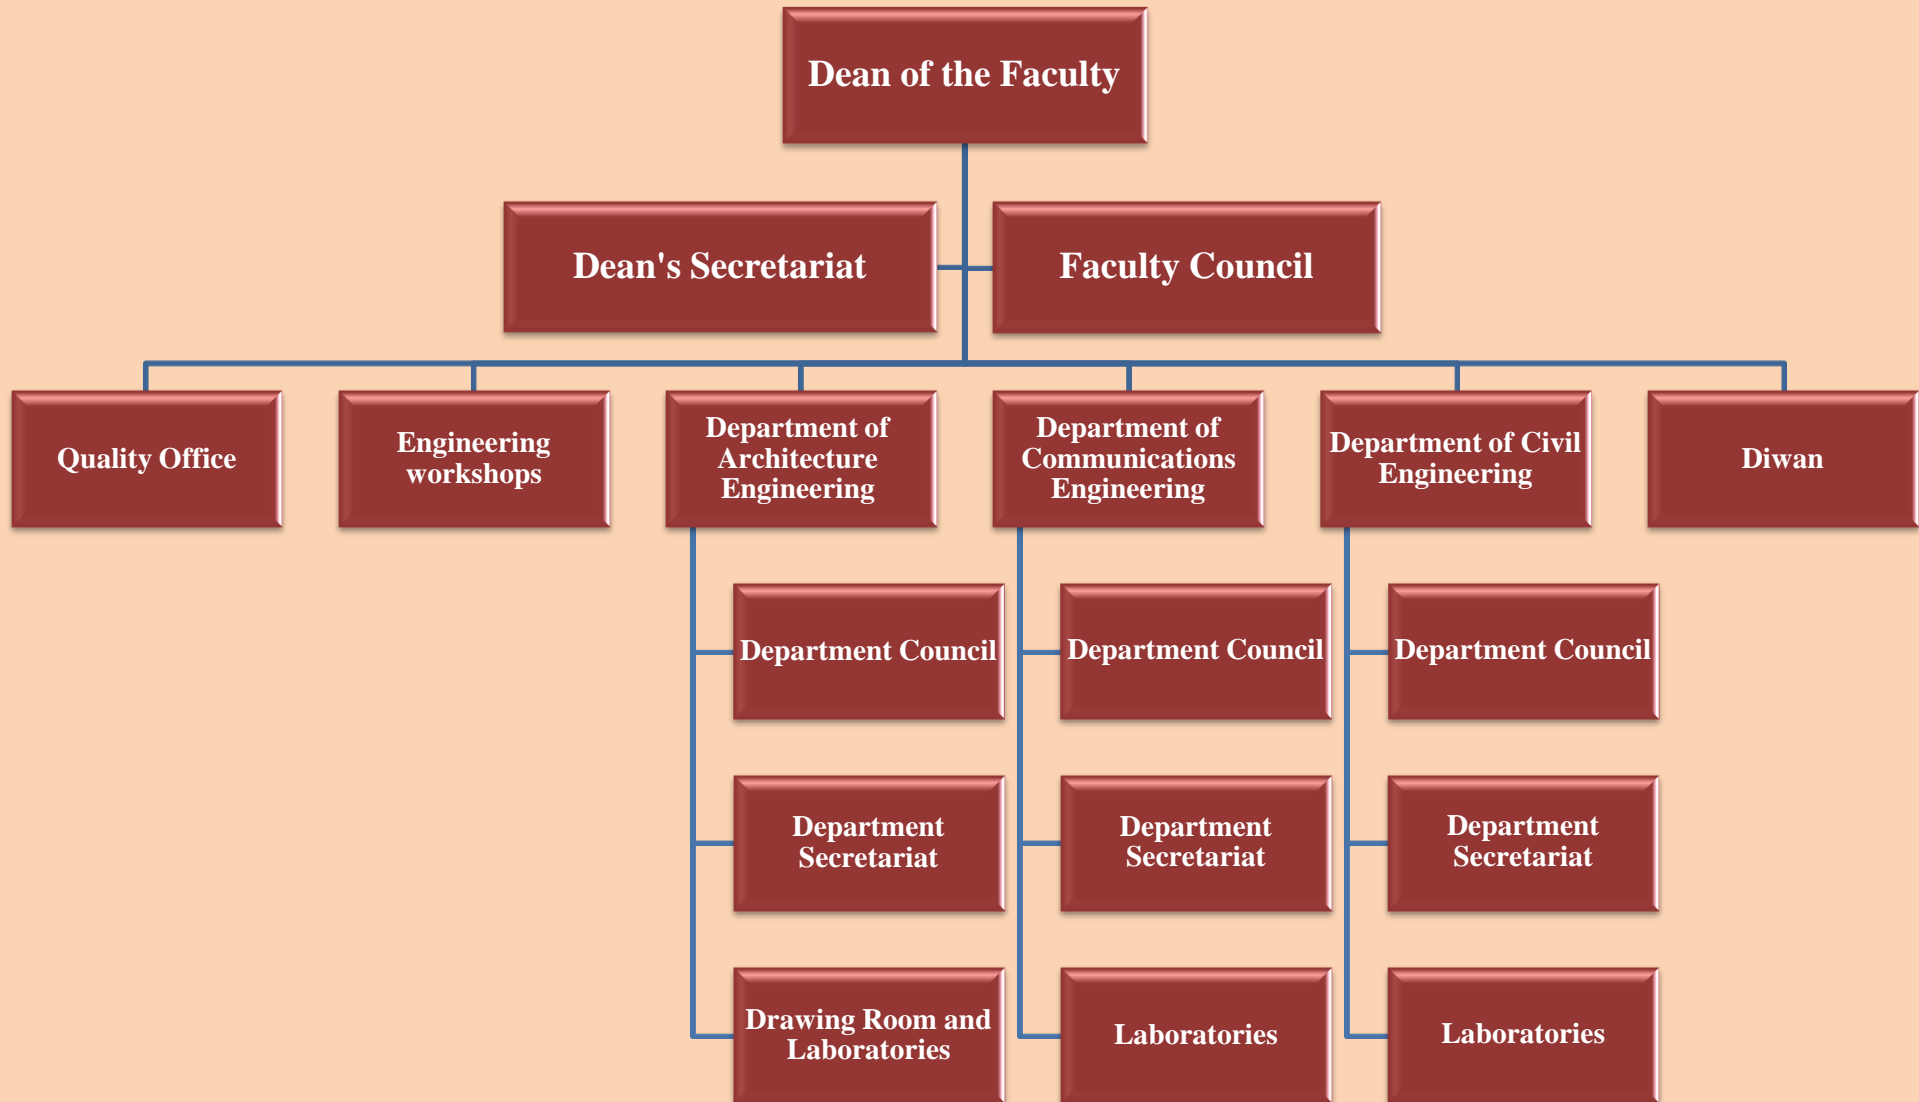 Dean of the Faculty
Dean's Secretariat
Faculty Council
Quality Office
Engineering
workshops
Department of
Architecture
Engineering
Department of
Communications
Engineering
Department of Civil
Engineering
Diwan
Department Council
Department Council
Department Council
Department
Secretariat
Department
Secretariat
Department
Secretariat
Drawing Room and
Laboratories
Laboratories
Laboratories